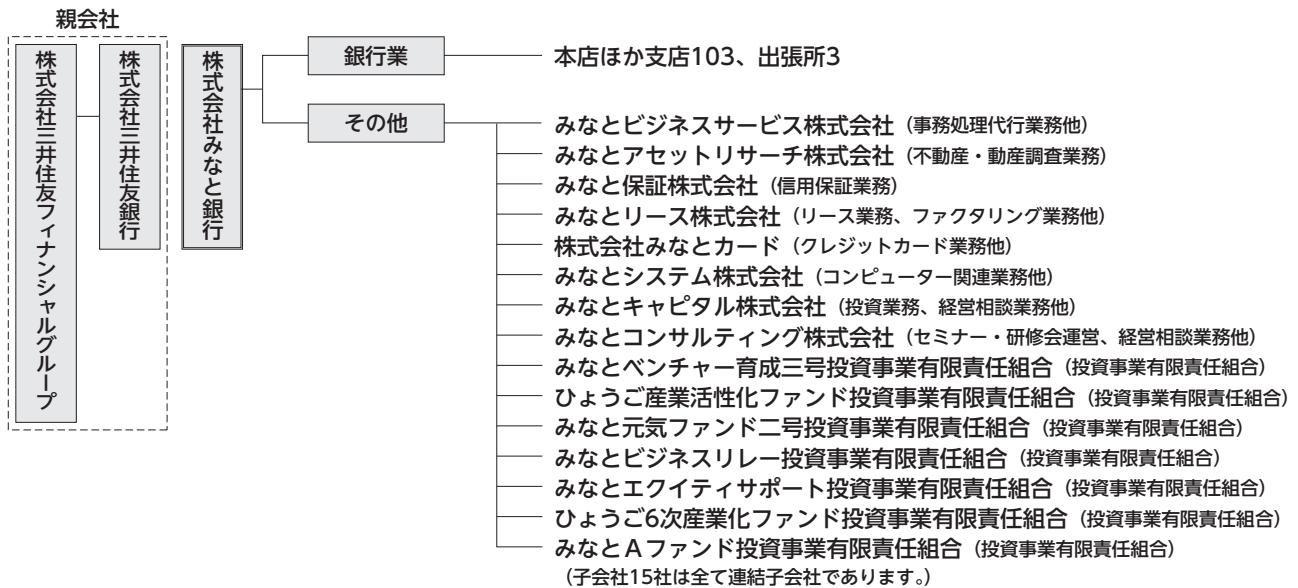 親会社
株式会社三井住友フィナンシャルグループ
株式会社三井住友銀行
株式会社みなと銀行
銀行業
本店ほか支店103、出張所3
その他
みなとビジネスサービス株式会社（事務処理代行業務他）
みなとアセットリサーチ株式会社（不動産・動産調査業務）
みなと保証株式会社（信用保証業務）
みなとリース株式会社（リース業務、ファクタリング業務他）
株式会社みなとカード（クレジットカード業務他）
みなとシステム株式会社（コンピューター関連業務他）
みなとキャピタル株式会社（投資業務、経営相談業務他）
みなとコンサルティング株式会社（セミナー・研修会運営、経営相談業務他）
みなとベンチャー育成三号投資事業有限責任組合（投資事業有限責任組合）
ひょうご産業活性化ファンド投資事業有限責任組合（投資事業有限責任組合）
みなと元気ファンド二号投資事業有限責任組合（投資事業有限責任組合）
みなとビジネスリレー投資事業有限責任組合（投資事業有限責任組合）
みなとエクイティサポート投資事業有限責任組合（投資事業有限責任組合）
ひょうご6次産業化ファンド投資事業有限責任組合（投資事業有限責任組合）
みなとAファンド投資事業有限責任組合（投資事業有限責任組合）
（子会社15社は全て連結子会社であります。）